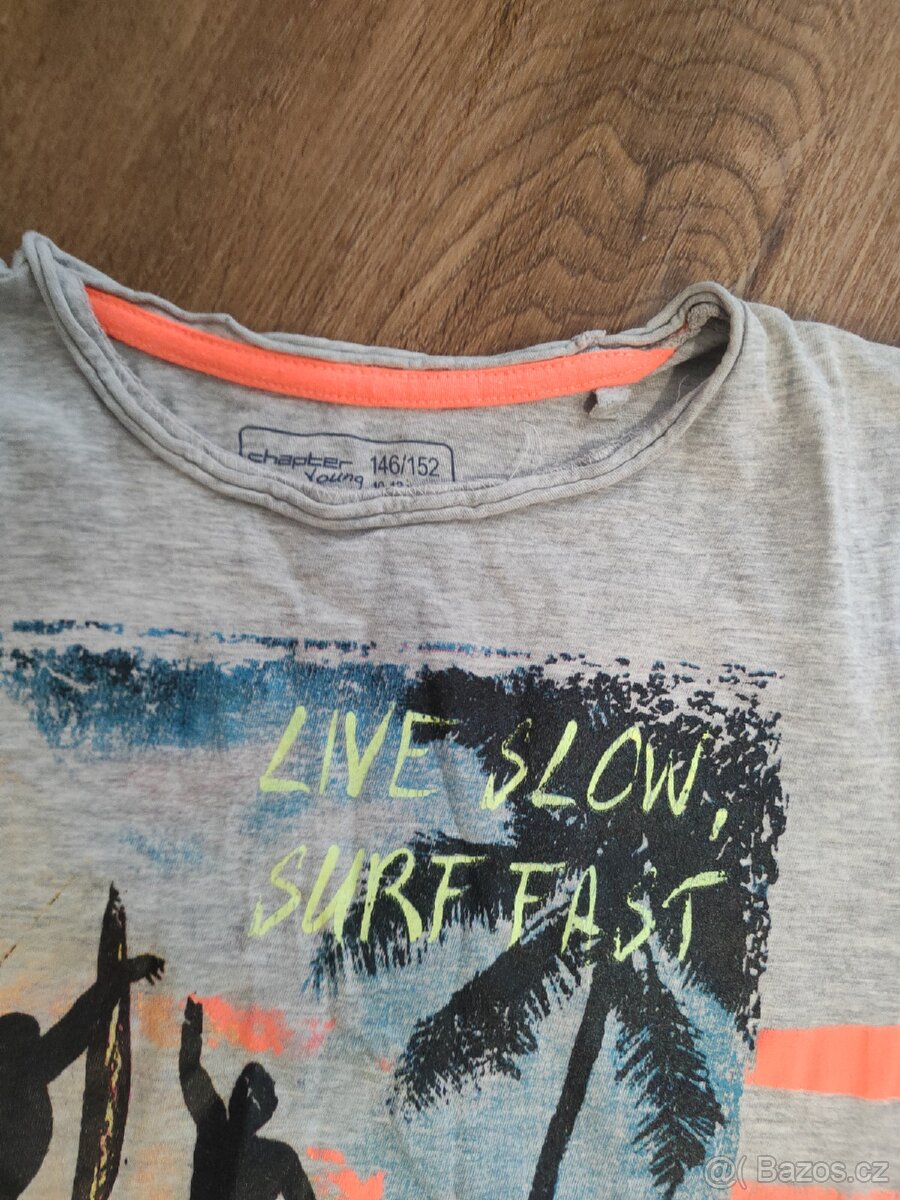 chapter 146/152
young
LIVE SLOW,
SURF FAST
@( Bazos.cz